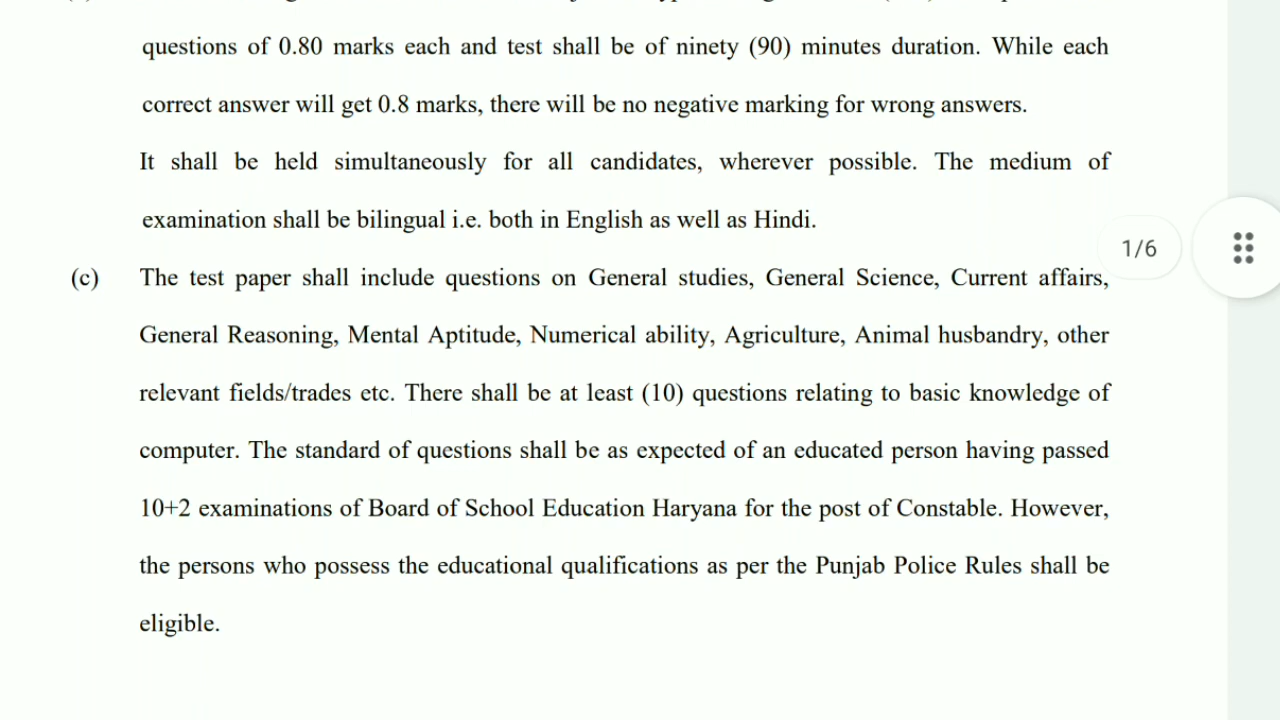 questions of 0.80 marks each and test shall be of ninety (90) minutes duration. While each
correct answer will get 0.8 marks, there will be no negative marking for wrong answers.
It shall be held simultaneously for all candidates, wherever possible. The medium of
examination shall be bilingual i.e. both in English as well as Hindi.
1/6
(c) The test paper shall include questions on General studies, General Science, Current affairs,
General Reasoning, Mental Aptitude, Numerical ability, Agriculture, Animal husbandry, other
relevant fields/trades etc. There shall be at least (10) questions relating to basic knowledge of
computer. The standard of questions shall be as expected of an educated person having passed
10+2 examinations of Board of School Education Haryana for the post of Constable. However,
the persons who possess the educational qualifications as per the Punjab Police Rules shall be
eligible.